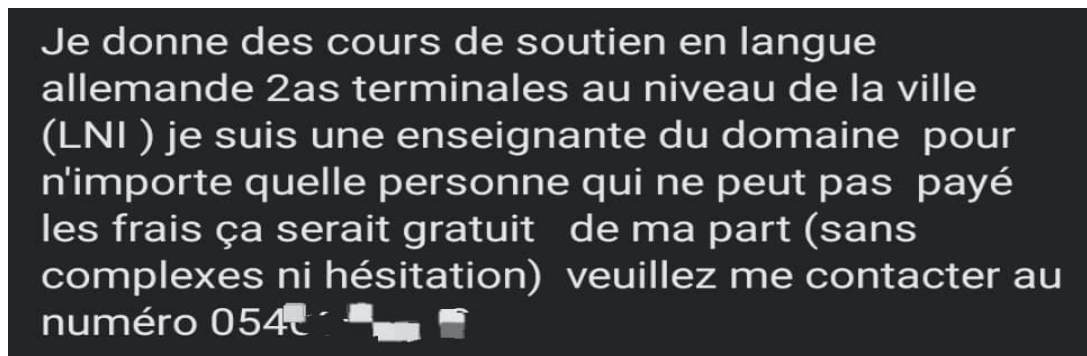 Je donne des cours de soutien en langue
allemande 2as terminales au niveau de la ville
(LNI ) je suis une enseignante du domaine  pour
n'importe quelle personne qui ne peut pas  payé
les frais ça serait gratuit   de ma part (sans
complexes ni hésitation)  veuillez me contacter au
numéro